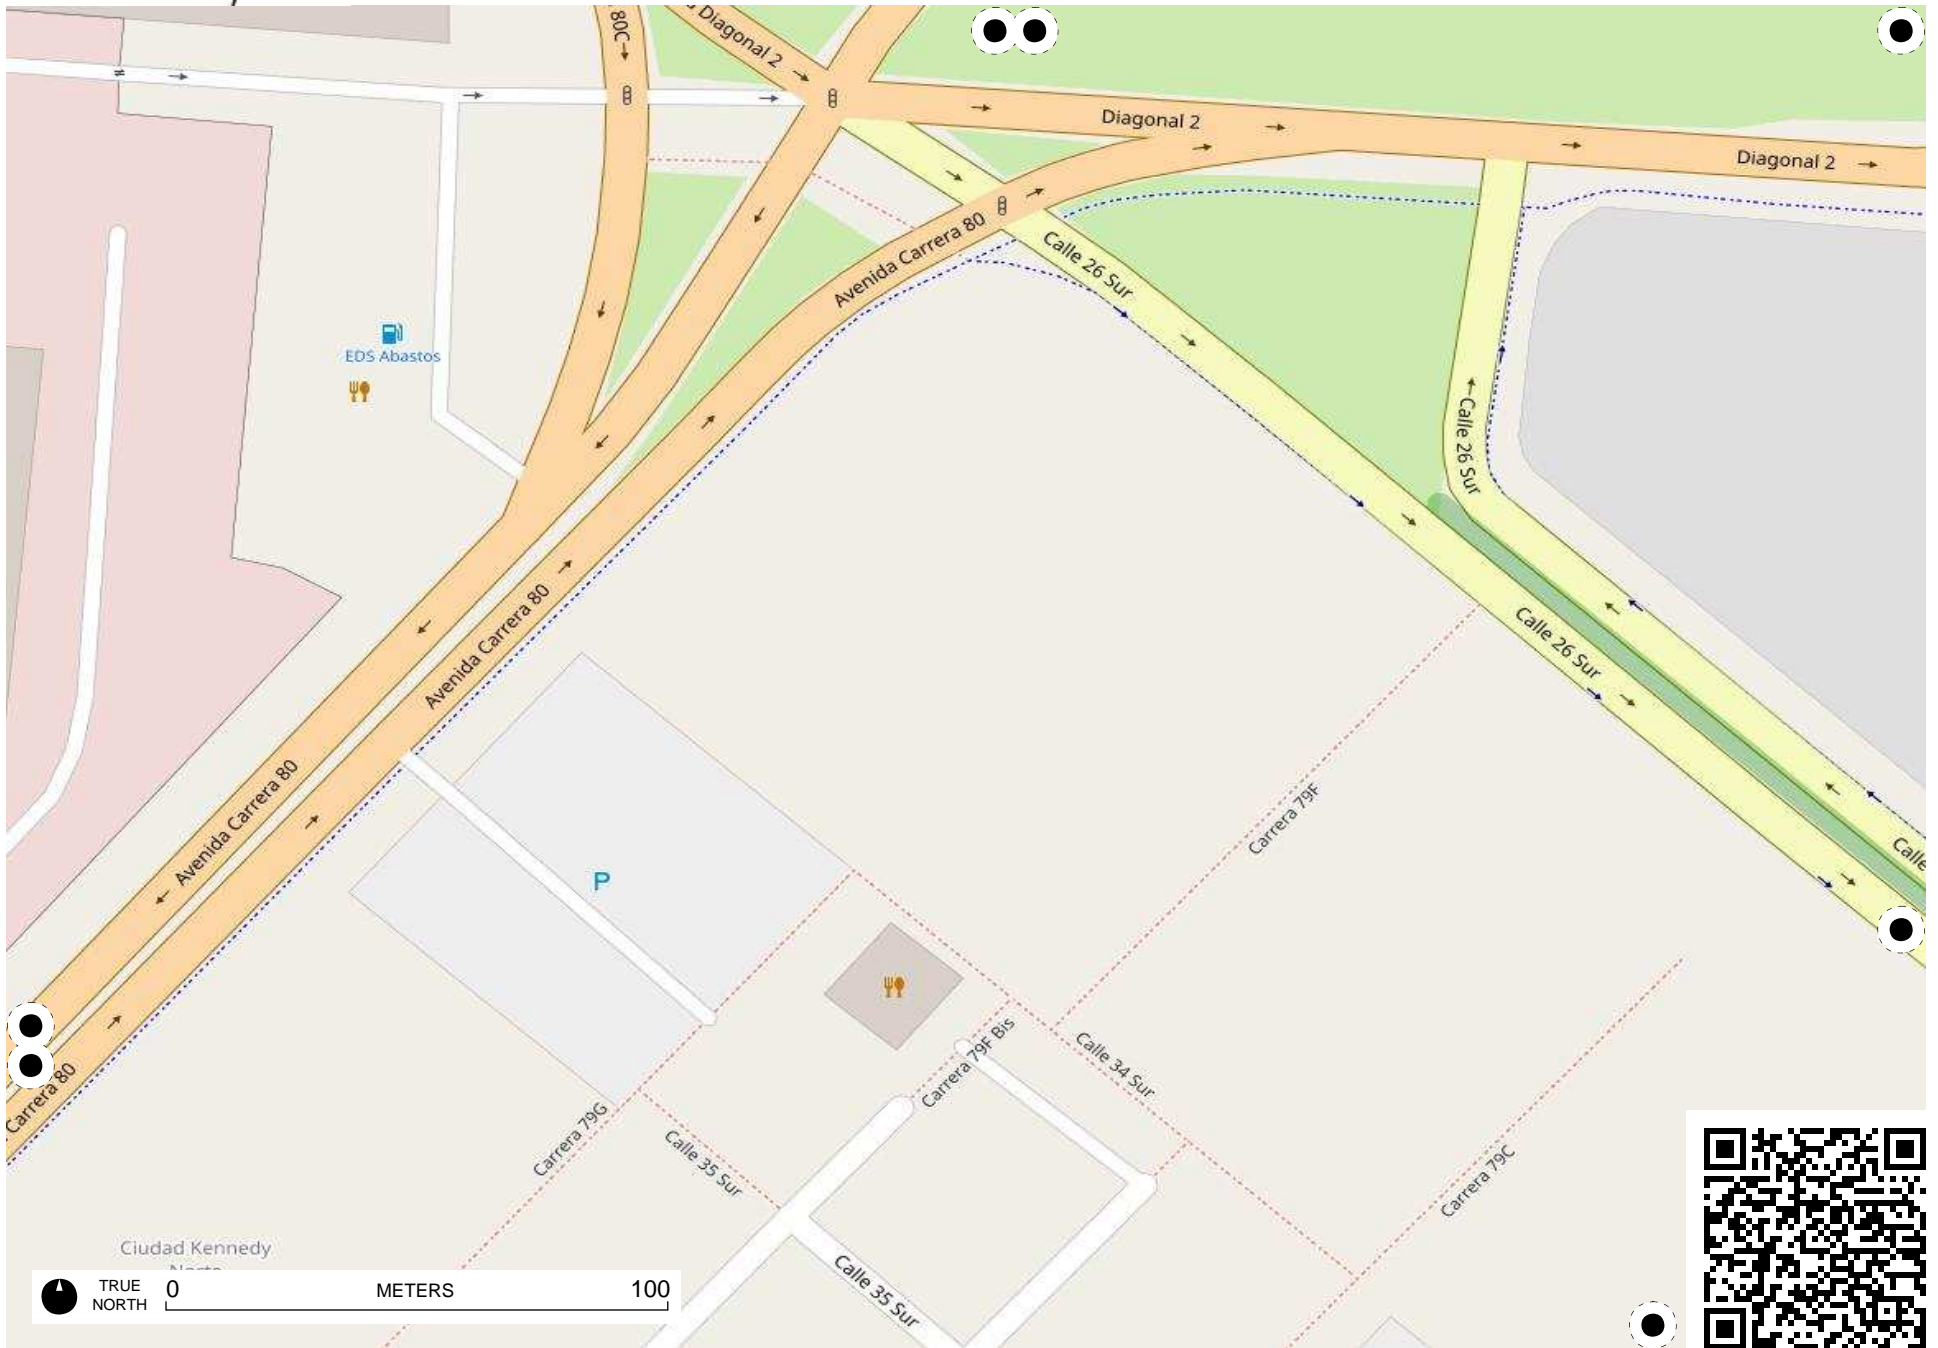 80C
Diagonal 2
Diagonal 2
Diagonal 2
Avenida Carrera 80
Calle 26 Sur
EDS Abastos
Calle 26 Sur
Avenida Carrera 80
Calle 26 Sur
Avenida Carrera 80
Carrera 79F
Calle
P
Carrera 79F Bis
Calle 34 Sur
Carrera 80
Carrera 79G
Calle 35 Sur
Carrera 79C
Ciudad Kennedy
Norte
Calle 35 Sur
TRUE NORTH
0 METERS 100